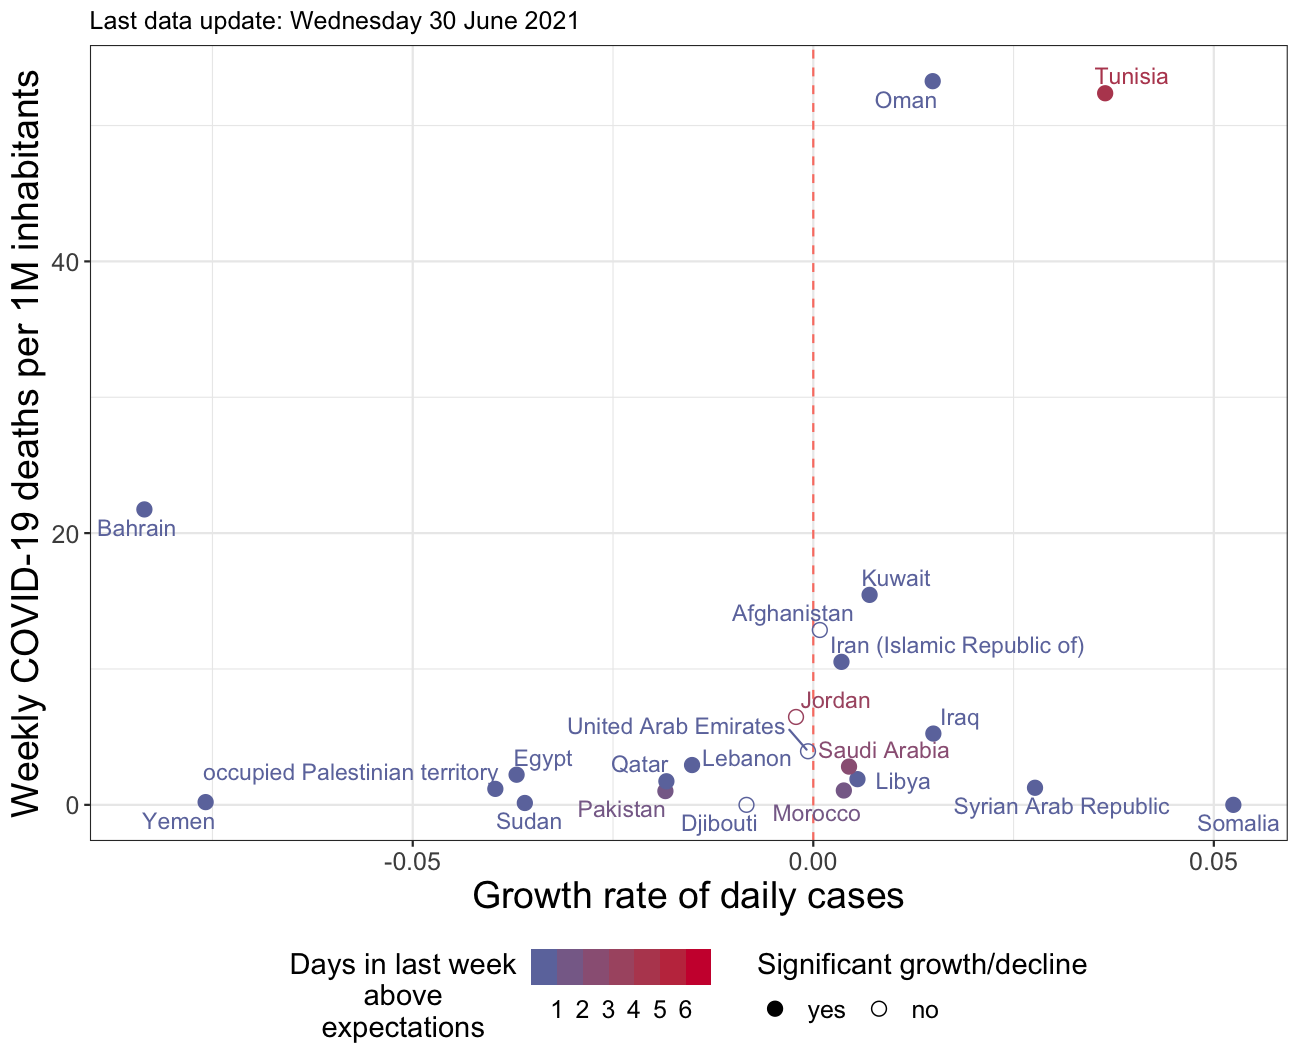 Last data update: Wednesday 30 June 2021
Weekly COVID-19 deaths per 1M inhabitants
40
20
0
Tunisia
Oman
Bahrain
Kuwait
Afghanistan
Iran (Islamic Republic of)
Jordan
Iraq
United Arab Emirates
Saudi Arabia
Egypt
Qatar
Lebanon
occupied Palestinian territory
Libya
Pakistan
Morocco
Syrian Arab Republic
Yemen
Sudan
Djibouti
Somalia
-0.05
0.00
0.05
Growth rate of daily cases
Days in last week
above
expectations
1 2 3 4 5 6
Significant growth/decline
yes
no